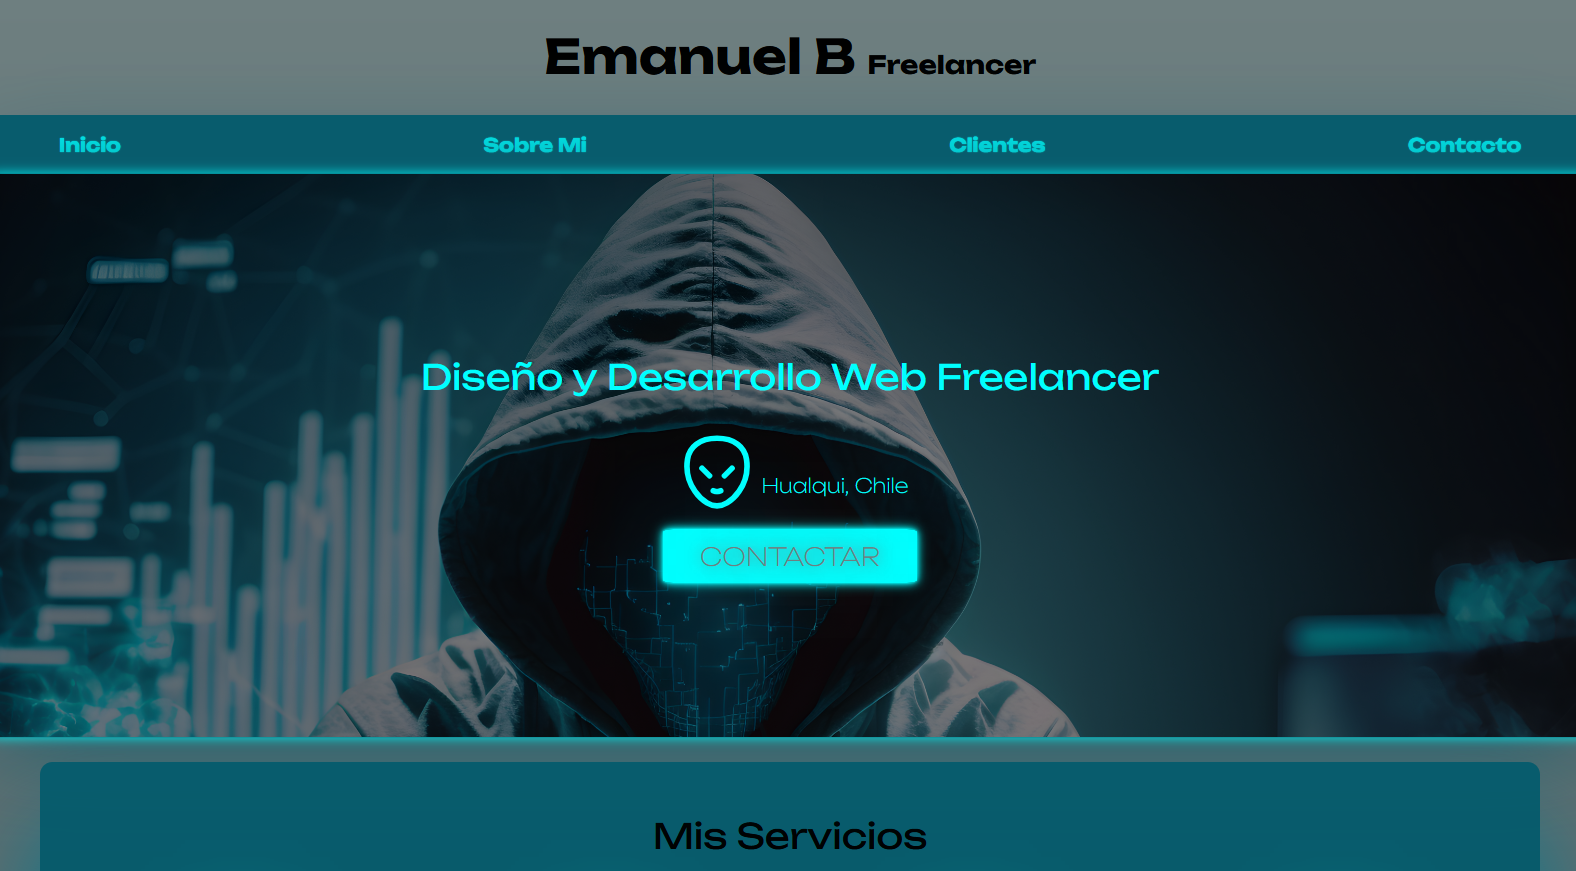 Emanuel B Freelancer
Inicio Sobre Mi Clientes Contacto
Diseño y Desarrollo Web Freelancer
Hualqui, Chile
CONTACTAR
Mis Servicios